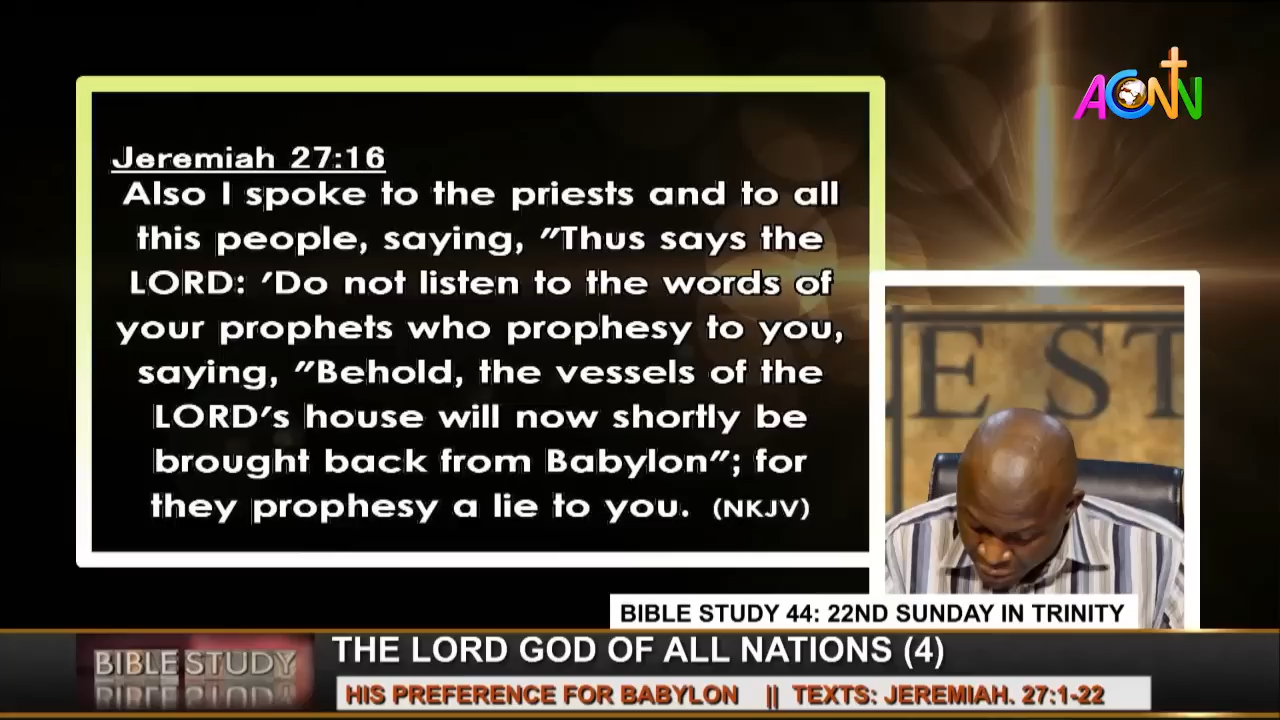 ACNN
Jeremiah 27:16
Also I spoke to the priests and to all
this people, saying, "Thus says the
LORD: 'Do not listen to the words of
your prophets who prophesy to you,
saying, "Behold, the vessels of the
LORD's house will now shortly be
brought back from Babylon"; for
they prophesy a lie to you. (NKJV)
E ST
BIBLE STUDY 44: 22ND SUNDAY IN TRINITY
BIBLE STUDY
THE LORD GOD OF ALL NATIONS (4)
HIS PREFERENCE FOR BABYLON || TEXTS: JEREMIAH. 27:1-22